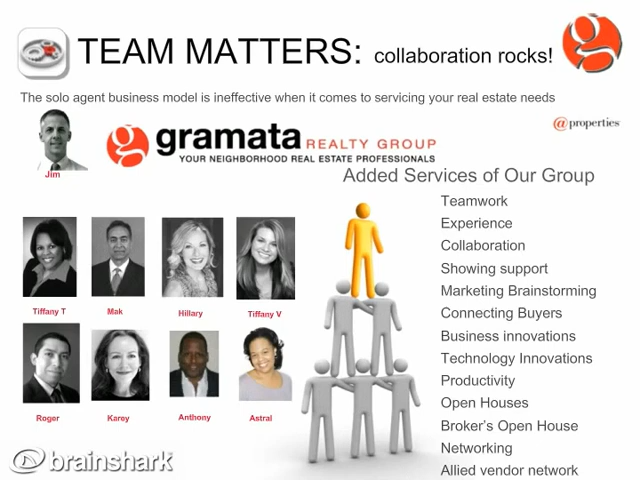 TEAM MATTERS: collaboration rocks!
The solo agent business model is ineffective when it comes to servicing your real estate needs
@properties
gramata REALTY GROUP
YOUR NEIGHBORHOOD REAL ESTATE PROFESSIONALS
Jim
Added Services of Our Group
Teamwork
Experience
Collaboration
Showing support
Marketing Brainstorming
Connecting Buyers
Business innovations
Technology Innovations
Productivity
Open Houses
Broker's Open House
Networking
Allied vendor network
Tiffany T
Mak
Hillary
Tiffany V
Roger
Karey
Anthony
Astral
brainshark